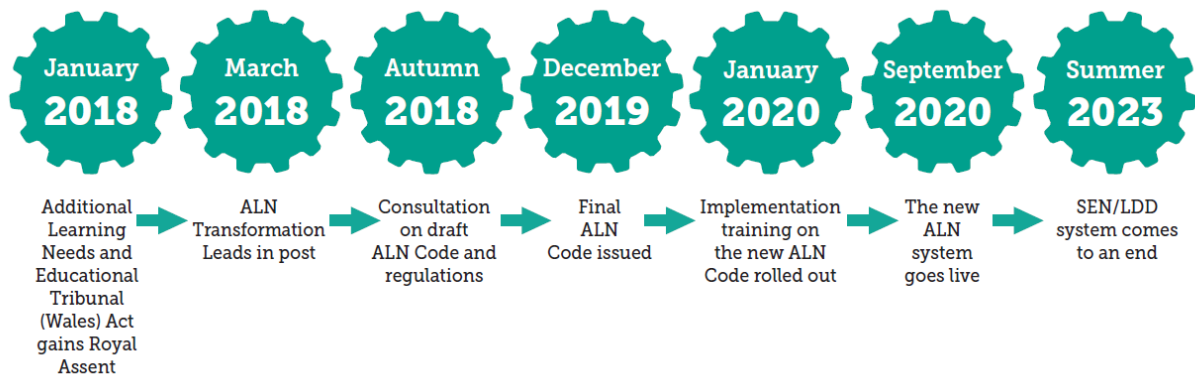 January
2018
March
2018
Autumn
2018
December
2019
January
2020
September
2020
Summer
2023
Additional
Learning
Needs and
Educational
Tribunal
(Wales) Act
gains Royal
Assent
ALN
Transformation
Leads in post
Consultation
on draft
ALN Code and
regulations
Final
ALN
Code issued
Implementation
training on
the new ALN
Code rolled out
The new
ALN
system
goes live
SEN/LDD
system comes
to an end